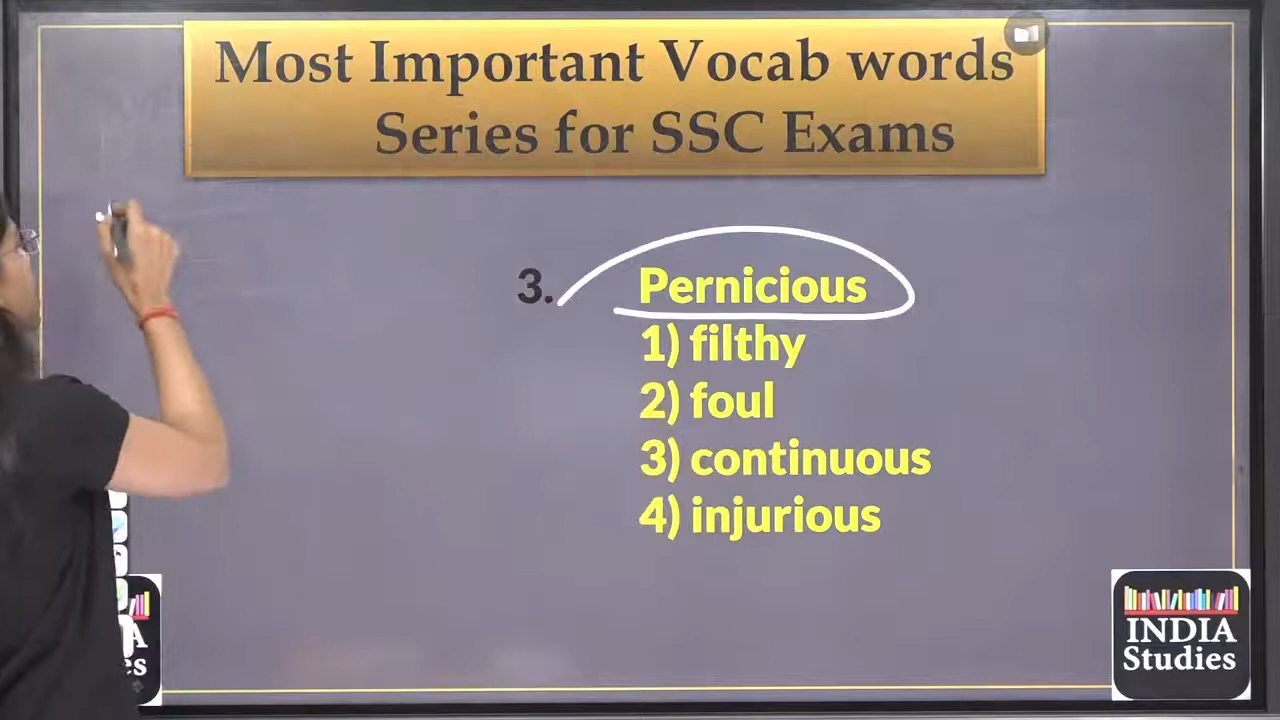 Most Important Vocab words
Series for SSC Exams
3. Pernicious
1) filthy
2) foul
3) continuous
4) injurious
INDIA
Studies
A
es